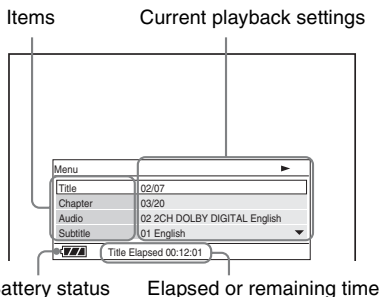 Items Current playback settings
Menu
Title 02/07
Chapter 03/20
Audio 02 2CH DOLBY DIGITAL English
Subtitle 01 English
Title Elapsed 00:12:01
attery status Elapsed or remaining time